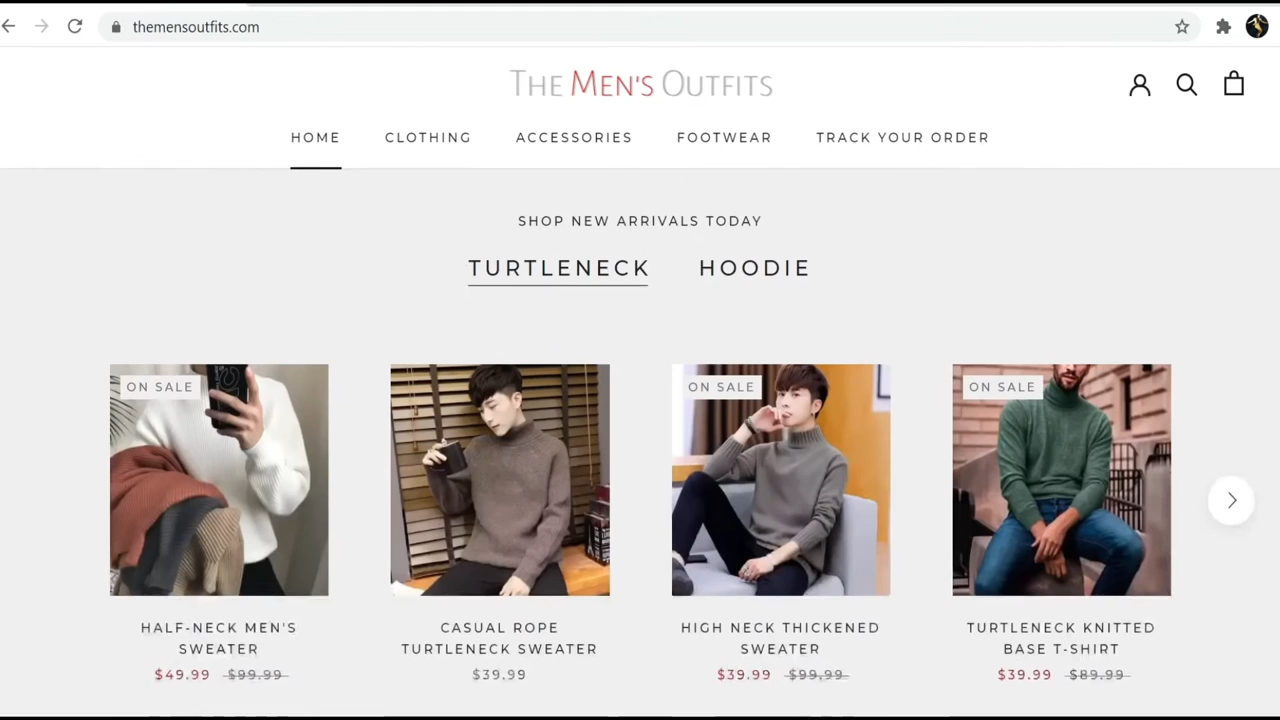 themensoutfits.com
THE MEN'S OUTFITS
HOME CLOTHING ACCESSORIES FOOTWEAR TRACK YOUR ORDER
SHOP NEW ARRIVALS TODAY
TURTLENECK HOODIE
ON SALE ON SALE ON SALE
HALF-NECK MEN'S
SWEATER
$49.99 $99.99
CASUAL ROPE
TURTLENECK SWEATER
$39.99
HIGH NECK THICKENED
SWEATER
$39.99 $99.99
TURTLENECK KNITTED
BASE T-SHIRT
$39.99 $89.99